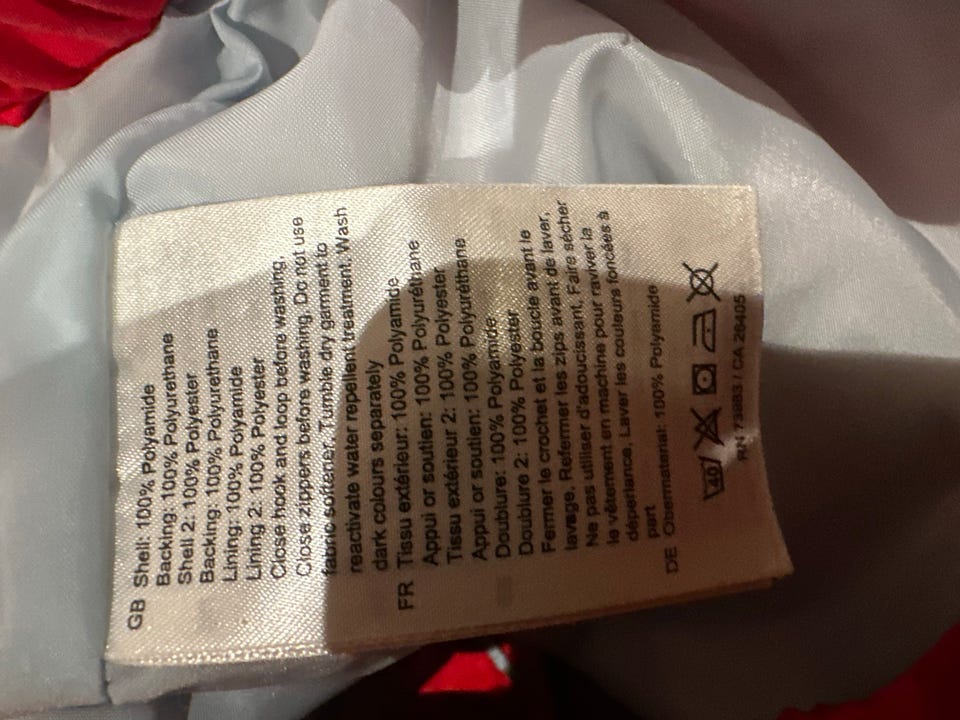 GB Shell: 100% Polyamide
Backing: 100% Polyurethane
Shell 2: 100% Polyester
Backing: 100% Polyurethane
Lining: 100% Polyamide
Lining 2: 100% Polyester
Close hook and loop before washing,
Close zippers before washing. Do not use
fabric softener, Tumble dry garment to
reactivate water repellent treatment. Wash
dark colours separately
FR Tissu extérieur: 100% Polyamide
Appui or soutien: 100% Polyuréthane
Tissu extérieur 2: 100% Polyester
Appui or soutien: 100% Polyuréthane
Doublure: 100% Polyamide
Doublure 2: 100% Polyester
Fermer le crochet et la boucle avant le
lavage. Refermer les zips avant de laver,
Ne pas utiliser d'adoucissant, Faire sécher
le vêtement en machine pour raviver la
déperlance, Laver les couleurs foncées à
part
DE Obermaterial: 100% Polyamide
40
RN 73983 / CA 26405